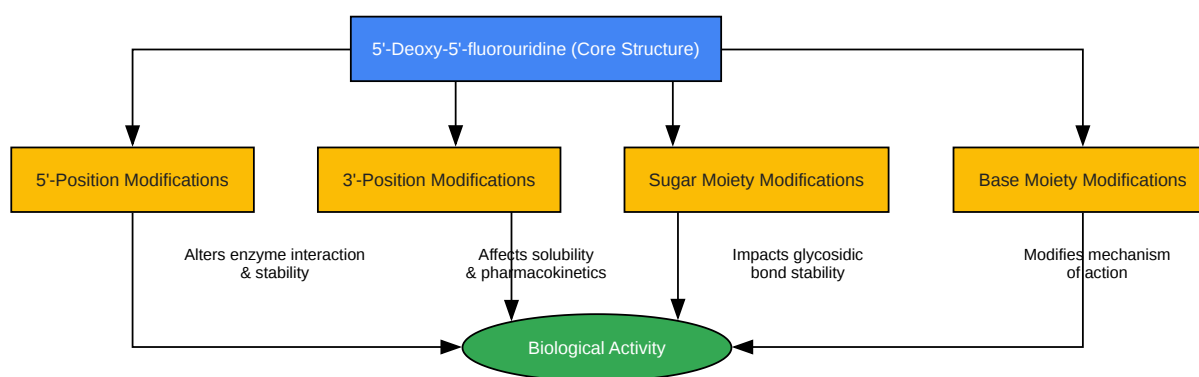 5'-Deoxy-5'-fluorouridine (Core Structure)
5'-Position Modifications
3'-Position Modifications
Sugar Moiety Modifications
Base Moiety Modifications
Alters enzyme interaction
& stability
Affects solubility
& pharmacokinetics
Impacts glycosidic
bond stability
Modifies mechanism
of action
Biological Activity